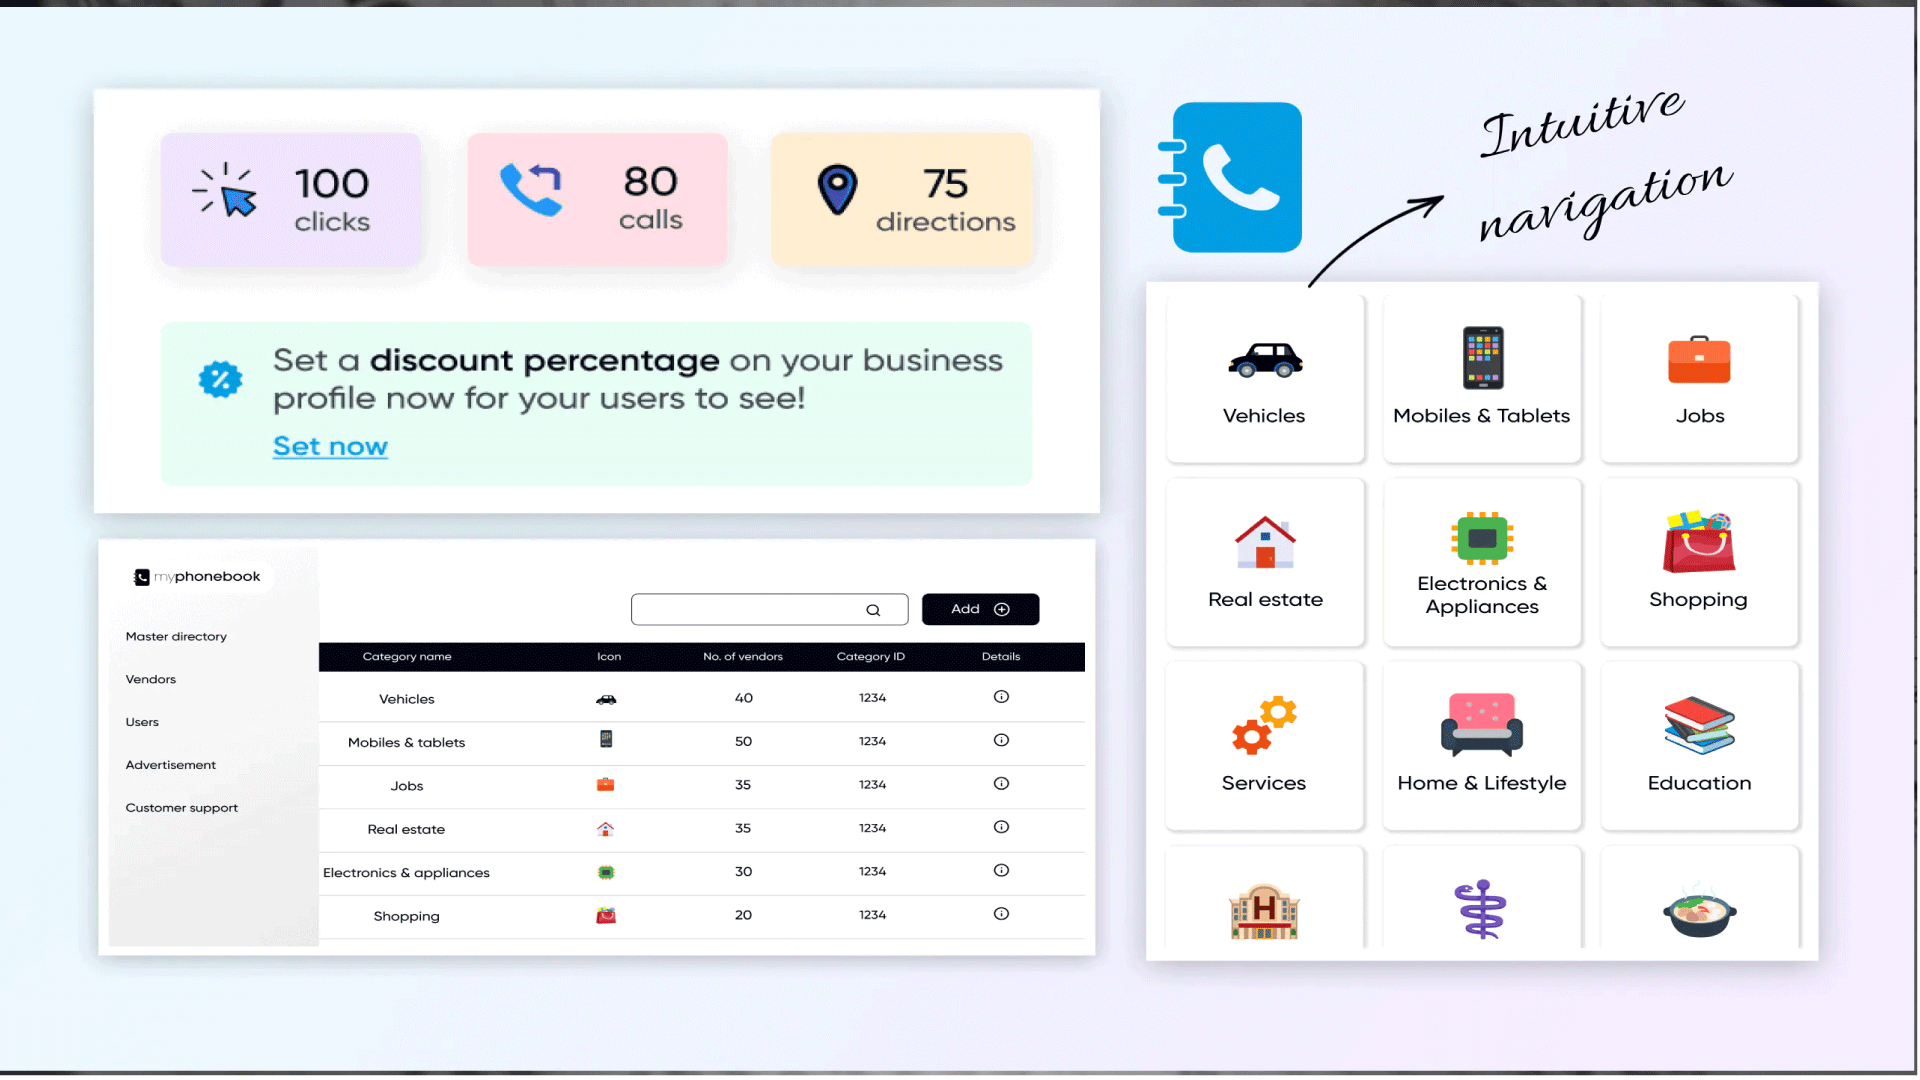 100
clicks
80
calls
75
directions
Set a discount percentage on your business
profile now for your users to see!
Set now
Intuitive
navigation
Vehicles
Mobiles & Tablets
Jobs
Real estate
Electronics &
Appliances
Shopping
Services
Home & Lifestyle
Education
H
myphonebook
Master directory
Vendors
Users
Advertisement
Customer support
Add
Category name Icon No. of vendors Category ID Details
Vehicles 40 1234
Mobiles & tablets 50 1234
Jobs 35 1234
Real estate 35 1234
Electronics & appliances 30 1234
Shopping 20 1234